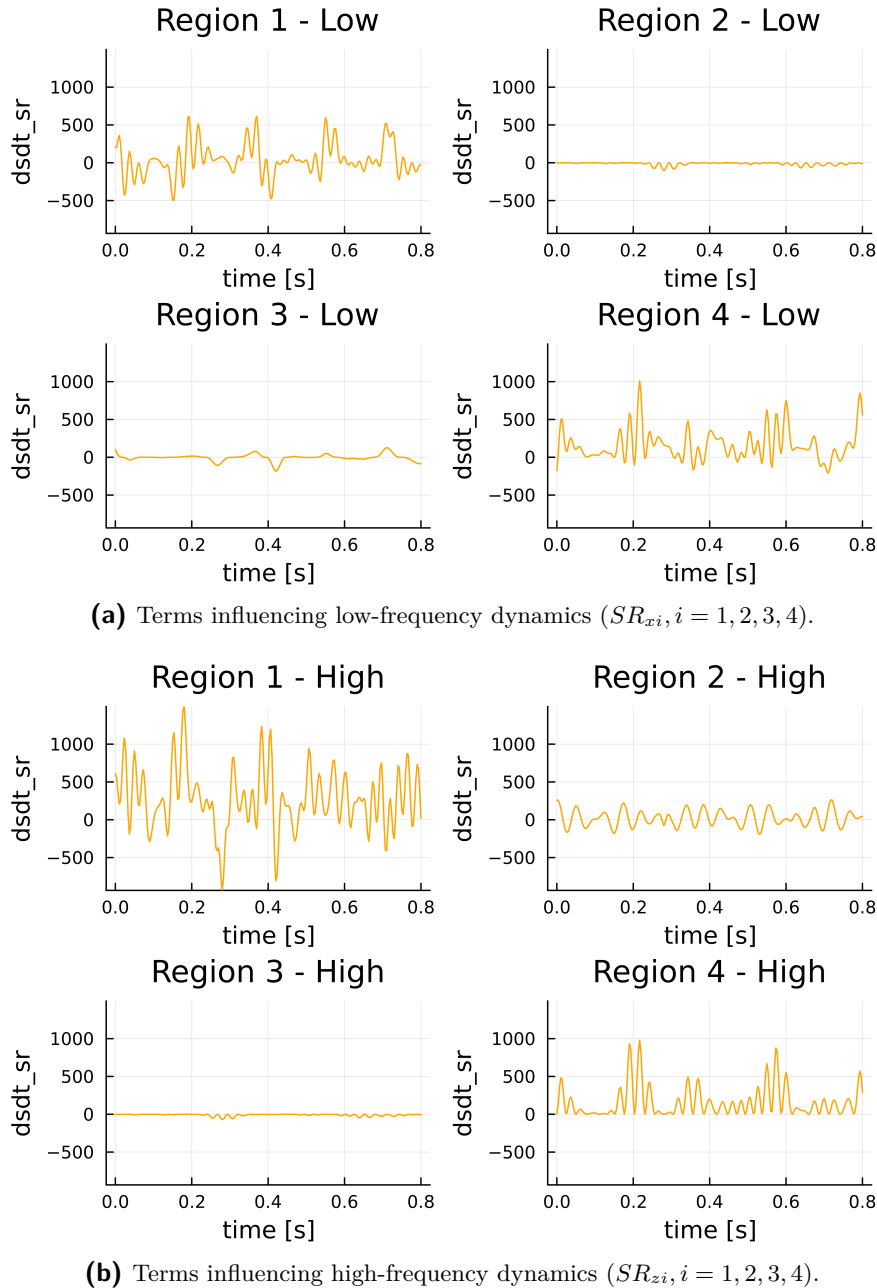 Region 1 - Low
Region 2 - Low
dsdt_sr
1000
500
0
−500
0.0 0.2 0.4 0.6 0.8
time [s]
dsdt_sr
1000
500
0
−500
0.0 0.2 0.4 0.6 0.8
time [s]
Region 3 - Low
Region 4 - Low
dsdt_sr
1000
500
0
−500
0.0 0.2 0.4 0.6 0.8
time [s]
dsdt_sr
1000
500
0
−500
0.0 0.2 0.4 0.6 0.8
time [s]
(a) Terms influencing low-frequency dynamics (SR_{xi}, i = 1, 2, 3, 4).
Region 1 - High
Region 2 - High
dsdt_sr
1000
500
0
−500
0.0 0.2 0.4 0.6 0.8
time [s]
dsdt_sr
1000
500
0
−500
0.0 0.2 0.4 0.6 0.8
time [s]
Region 3 - High
Region 4 - High
dsdt_sr
1000
500
0
−500
0.0 0.2 0.4 0.6 0.8
time [s]
dsdt_sr
1000
500
0
−500
0.0 0.2 0.4 0.6 0.8
time [s]
(b) Terms influencing high-frequency dynamics (SR_{zi}, i = 1, 2, 3, 4).